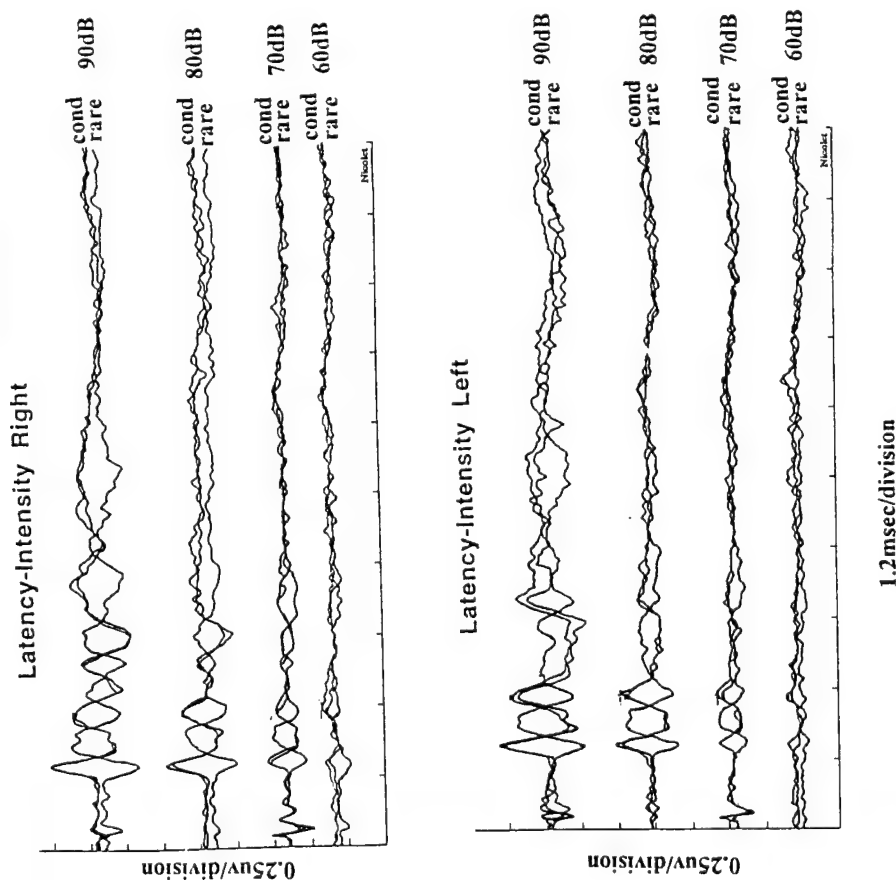 Latency-Intensity Right
cond
rare
90dB
cond
rare
80dB
cond
rare
70dB
cond
rare
60dB
Nicolet
0.25uv/division
Latency-Intensity Left
cond
rare
90dB
cond
rare
80dB
cond
rare
70dB
cond
rare
60dB
Nicolet
0.25uv/division
1.2msec/division